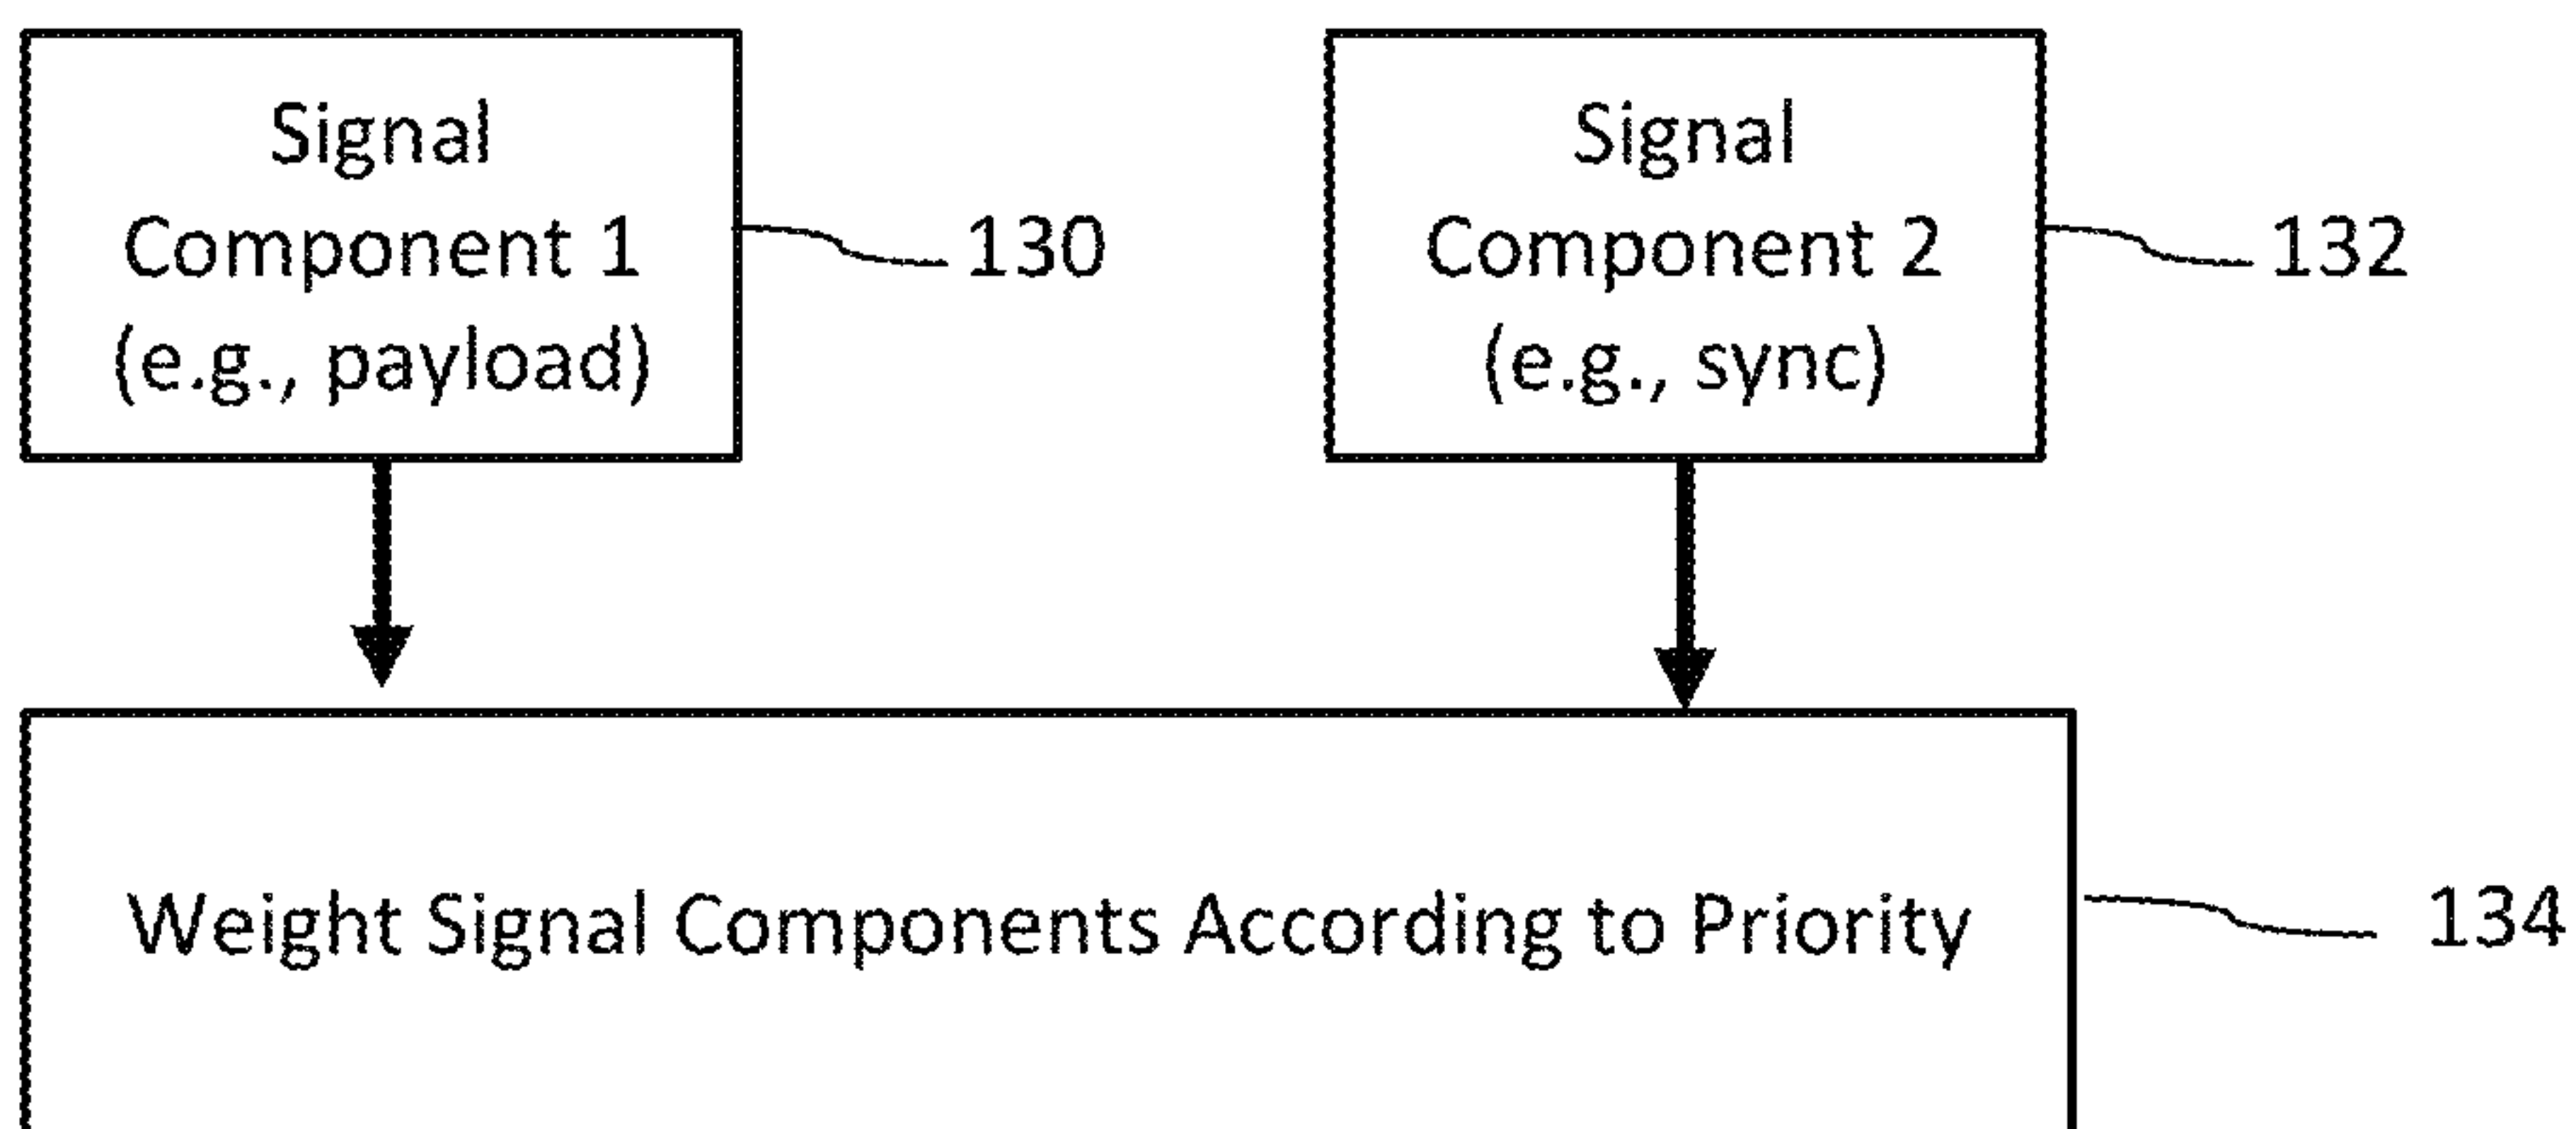 Signal
Component 1
(e.g., payload)
130
Signal
Component 2
(e.g., sync)
132
Weight Signal Components According to Priority
134